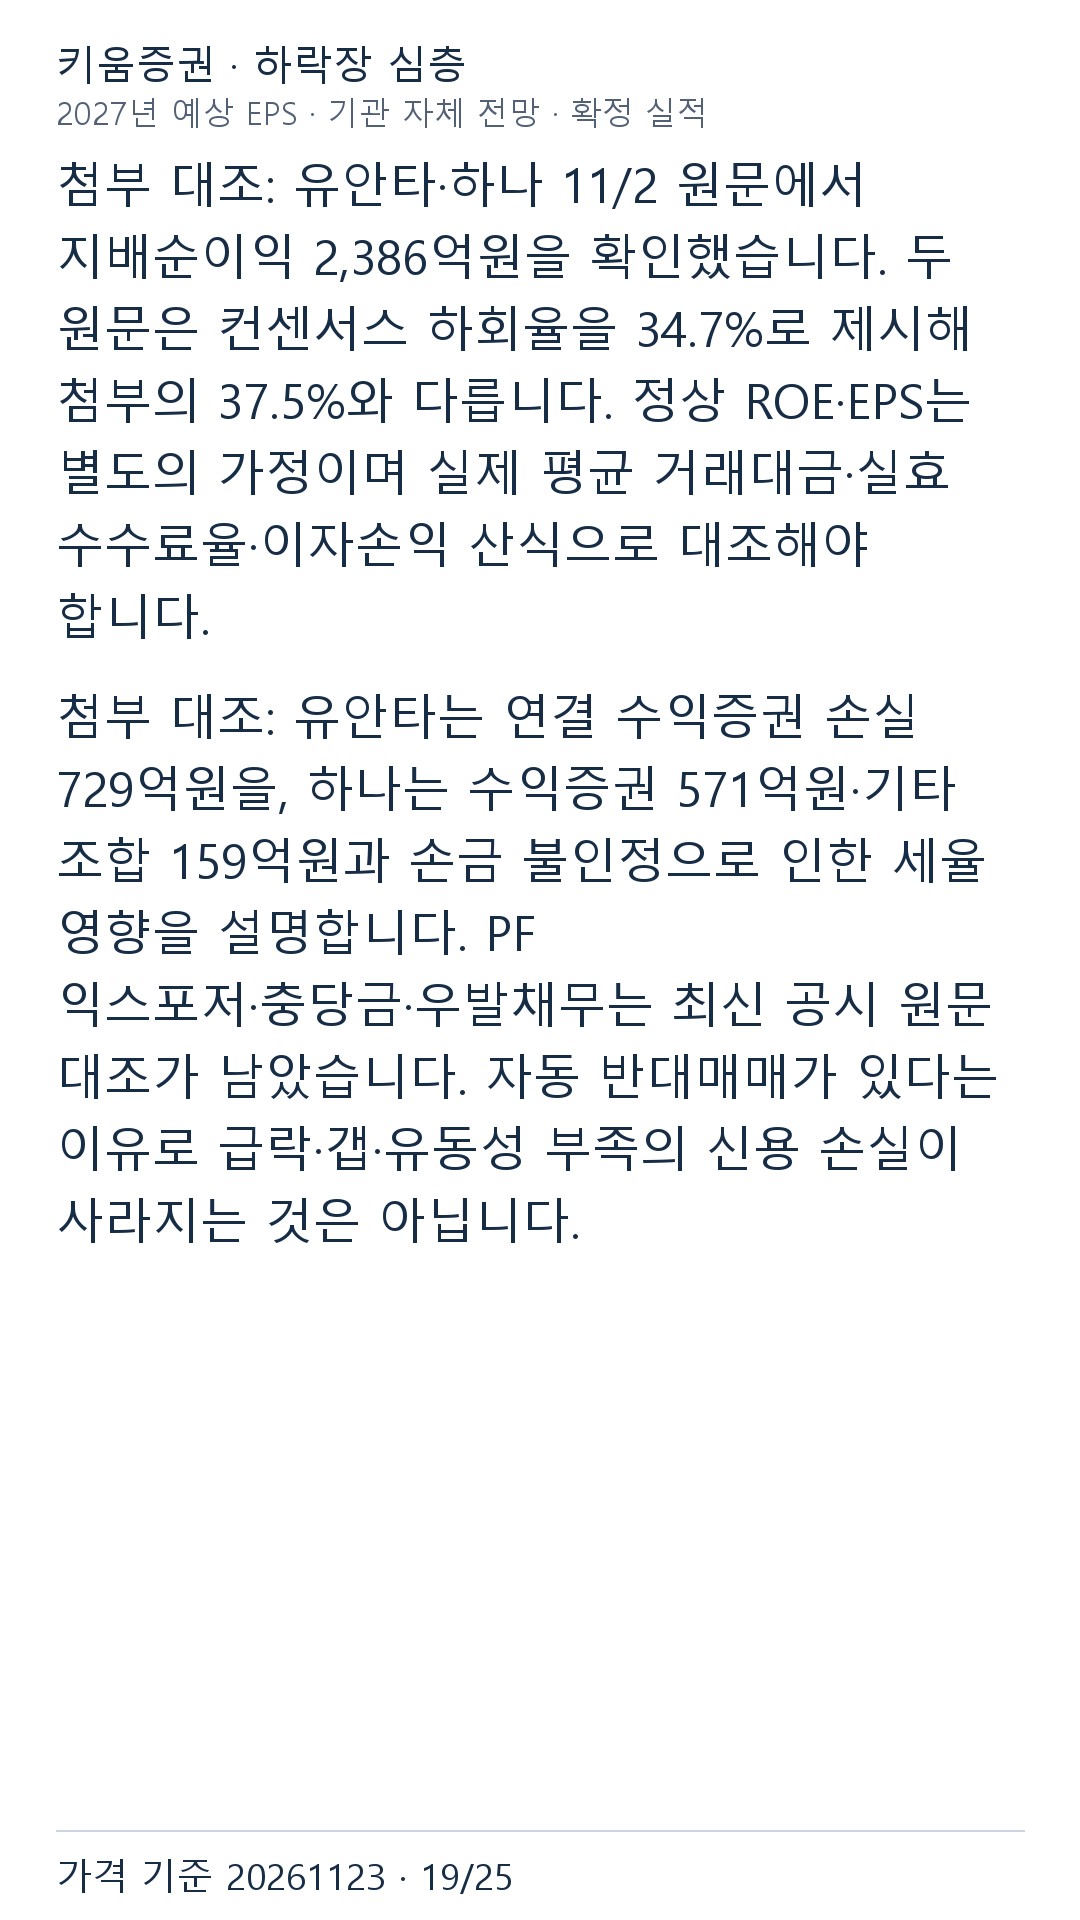 키움증권 · 하락장 심층
2027년 예상 EPS · 기관 자체 전망 · 확정 실적
첨부 대조: 유안타·하나 11/2 원문에서
지배순이익 2,386억원을 확인했습니다. 두
원문은 컨센서스 하회율을 34.7%로 제시해
첨부의 37.5%와 다릅니다. 정상 ROE·EPS는
별도의 가정이며 실제 평균 거래대금·실효
수수료율·이자손익 산식으로 대조해야
합니다.
첨부 대조: 유안타는 연결 수익증권 손실
729억원을, 하나는 수익증권 571억원·기타
조합 159억원과 손금 불인정으로 인한 세율
영향을 설명합니다. PF
익스포저·충당금·우발채무는 최신 공시 원문
대조가 남았습니다. 자동 반대매매가 있다는
이유로 급락·갭·유동성 부족의 신용 손실이
사라지는 것은 아닙니다.
가격 기준 20261123 · 19/25